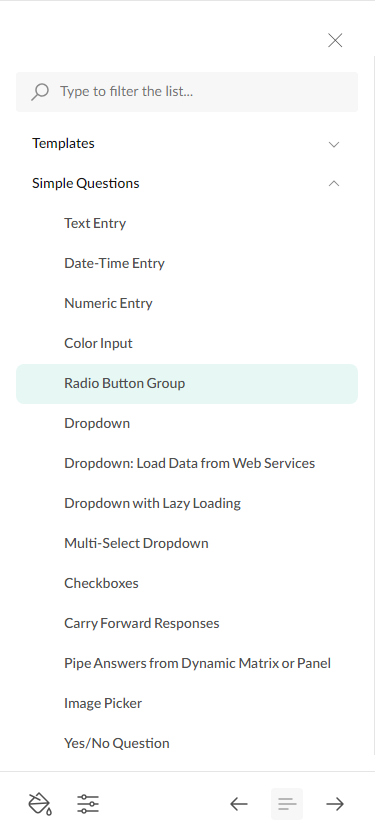 Type to filter the list...
Templates
Simple Questions
Text Entry
Date-Time Entry
Numeric Entry
Color Input
Radio Button Group
Dropdown
Dropdown: Load Data from Web Services
Dropdown with Lazy Loading
Multi-Select Dropdown
Checkboxes
Carry Forward Responses
Pipe Answers from Dynamic Matrix or Panel
Image Picker
Yes/No Question